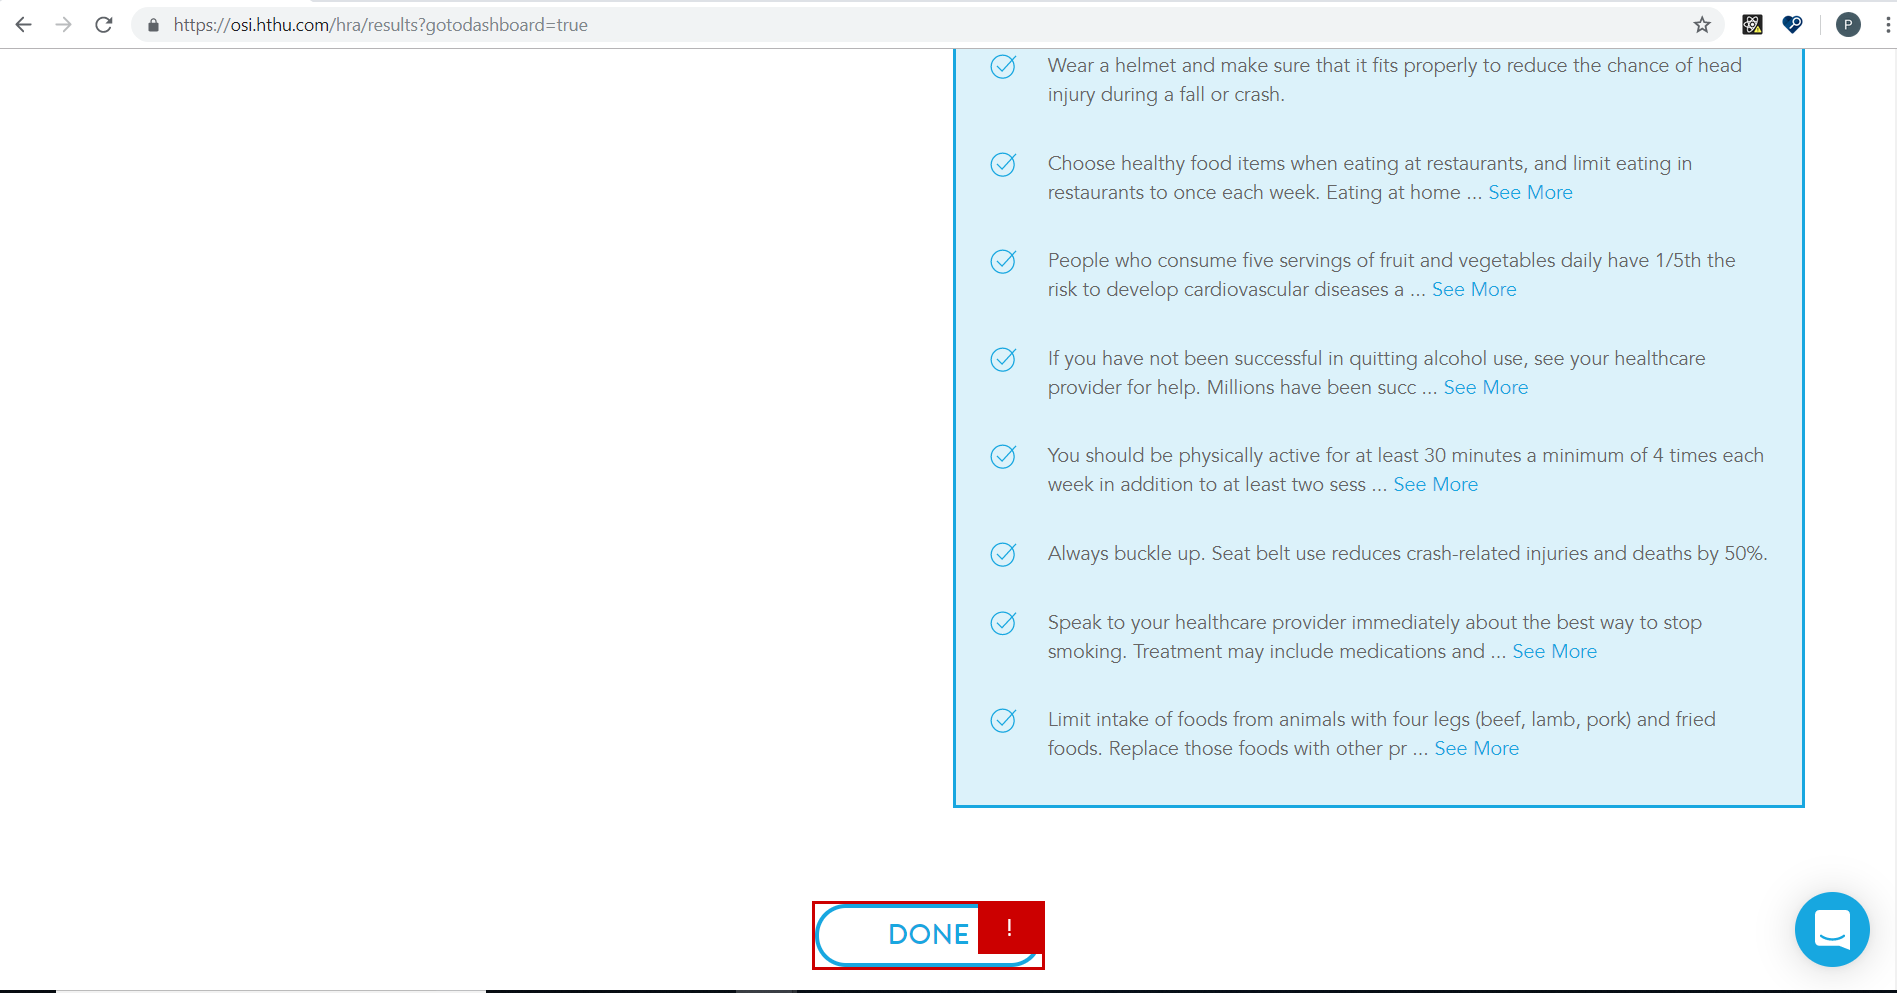 https://osi.hthu.com/hra/results?gotodashboard=true
P
Wear a helmet and make sure that it fits properly to reduce the chance of head
injury during a fall or crash.
Choose healthy food items when eating at restaurants, and limit eating in
restaurants to once each week. Eating at home ... See More
People who consume five servings of fruit and vegetables daily have 1/5th the
risk to develop cardiovascular diseases a ... See More
If you have not been successful in quitting alcohol use, see your healthcare
provider for help. Millions have been succ ... See More
You should be physically active for at least 30 minutes a minimum of 4 times each
week in addition to at least two sess ... See More
Always buckle up. Seat belt use reduces crash-related injuries and deaths by 50%.
Speak to your healthcare provider immediately about the best way to stop
smoking. Treatment may include medications and ... See More
Limit intake of foods from animals with four legs (beef, lamb, pork) and fried
foods. Replace those foods with other pr ... See More
DONE !